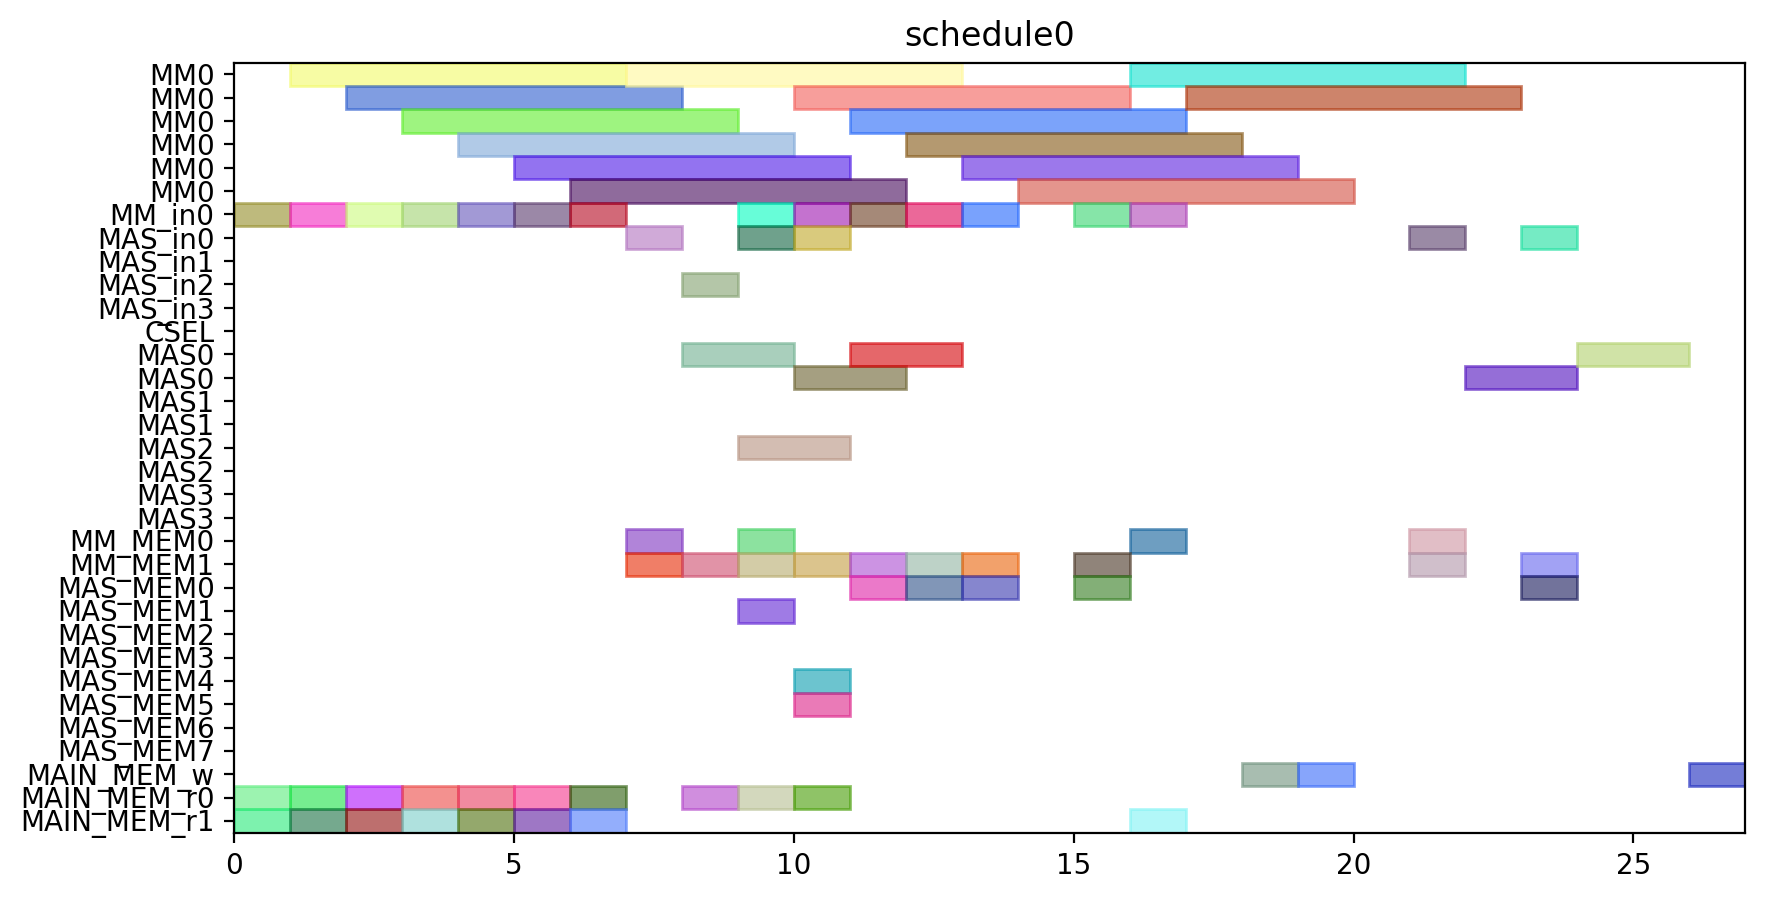 schedule0
MM0
MM0
MM0
MM0
MM0
MM0
MM_in0
MAS_in0
MAS_in1
MAS_in2
MAS_in3
CSEL
MAS0
MAS0
MAS1
MAS1
MAS2
MAS2
MAS3
MAS3
MM_MEM0
MM_MEM1
MAS_MEM0
MAS_MEM1
MAS_MEM2
MAS_MEM3
MAS_MEM4
MAS_MEM5
MAS_MEM6
MAS_MEM7
MAIN_MEM_w
MAIN_MEM_r0
MAIN_MEM_r1
0 5 10 15 20 25